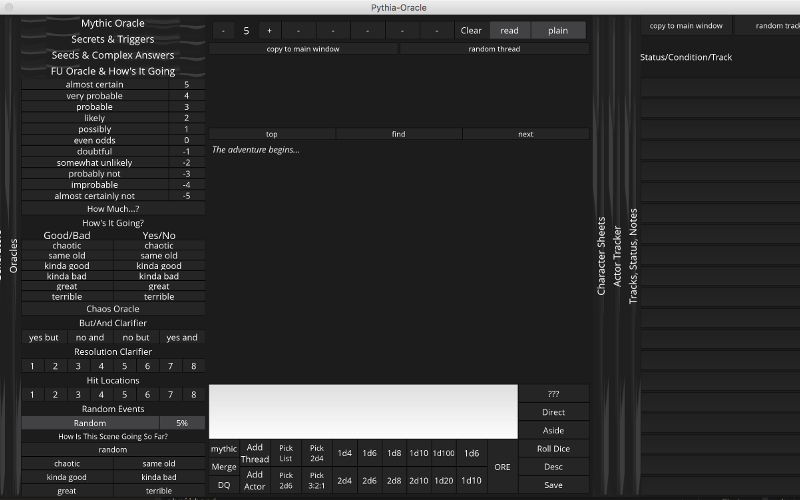 Pythia-Oracle
Mythic Oracle
Secrets & Triggers
Seeds & Complex Answers
FU Oracle & How's It Going
almost certain 5
very probable 4
probable 3
likely 2
possibly 1
even odds 0
doubtful -1
somewhat unlikely -2
probably not -3
improbable -4
almost certainly not -5
How Much...?
How's It Going?
Good/Bad Yes/No
chaotic chaotic
same old same old
kinda good kinda good
kinda bad kinda bad
great great
terrible terrible
Chaos Oracle
But/And Clarifier
yes but no and no but yes and
Resolution Clarifier
1 2 3 4 5 6 7 8
Hit Locations
1 2 3 4 5 6 7 8
Random Events
Random 5%
How Is This Scene Going So Far?
random
chaotic same old
kinda good kinda bad
great terrible
Oracles
- 5 + - - - - - Clear read plain
copy to main window random thread
top find next
The adventure begins...
???
Direct
Aside
Roll Dice
Desc
Save
mythic Add Thread Pick List Pick 2d4 1d4 1d6 1d8 1d10 1d100 1d6
Merge
DQ Add Actor Pick 2d6 Pick 3:2:1 2d4 2d6 2d8 2d10 1d20 1d10
ORE
Character Sheets
Actor Tracker
Tracks, Status, Notes
copy to main window random track
Status/Condition/Track